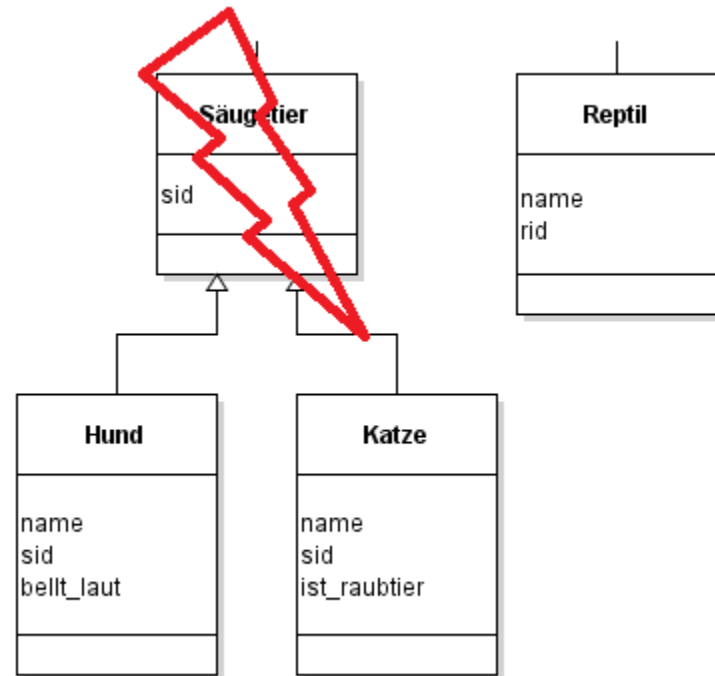 Säugetier
sid
Reptil
name
rid
Hund
name
sid
bellt_laut
Katze
name
sid
ist_raubtier